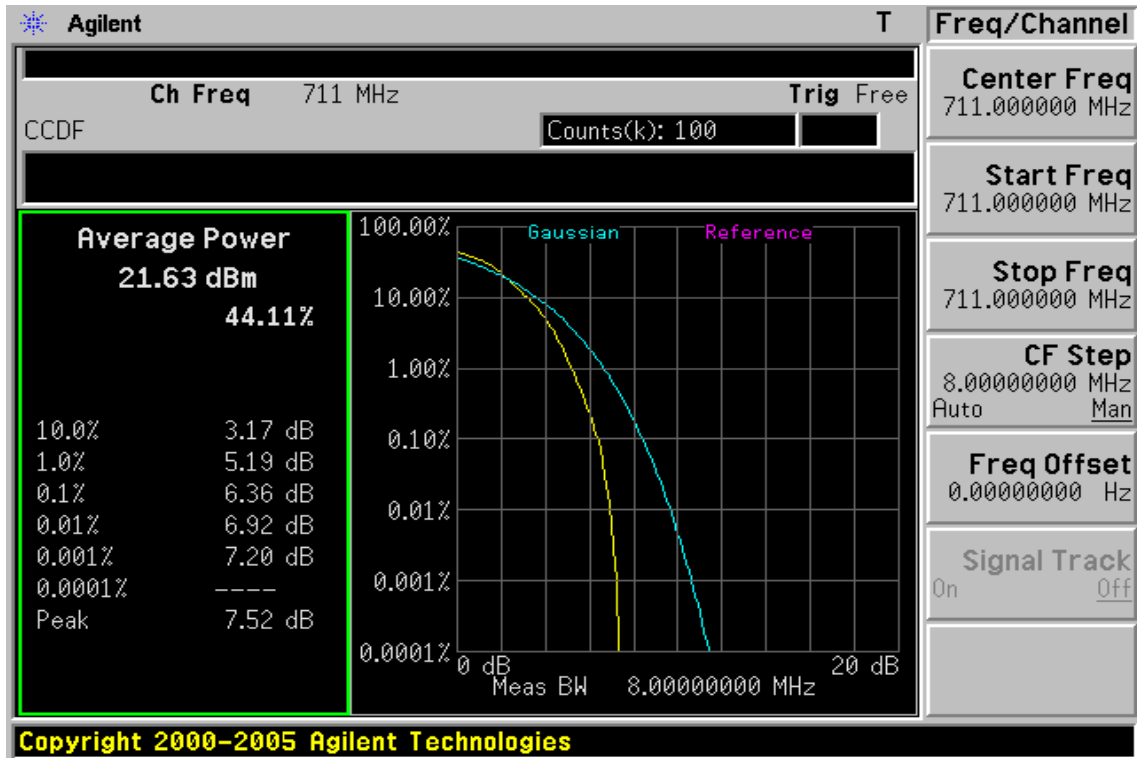 Agilent
T
Freq/Channel
Ch Freq 711 MHz Trig Free
CCDF Counts(k): 100
Average Power
21.63 dBm
44.11%
10.0% 3.17 dB
1.0% 5.19 dB
0.1% 6.36 dB
0.01% 6.92 dB
0.001% 7.20 dB
0.0001% ----
Peak 7.52 dB
Gaussian Reference
100.00%
10.00%
1.00%
0.10%
0.01%
0.001%
0.0001%
0 dB 20 dB
Meas BW 8.00000000 MHz
Center Freq
711.000000 MHz
Start Freq
711.000000 MHz
Stop Freq
711.000000 MHz
CF Step
8.00000000 MHz
Auto Man
Freq Offset
0.00000000 Hz
Signal Track
On Off
Copyright 2000-2005 Agilent Technologies